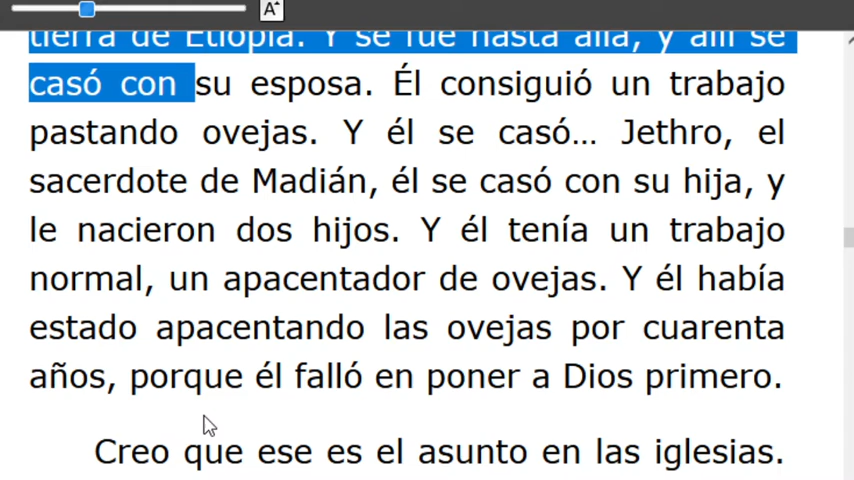 A
tierra de Etiopía. Y se fue hasta allá, y allí se
casó con su esposa. Él consiguió un trabajo
pastando ovejas. Y él se casó… Jethro, el
sacerdote de Madián, él se casó con su hija, y
le nacieron dos hijos. Y él tenía un trabajo
normal, un apacentador de ovejas. Y él había
estado apacentando las ovejas por cuarenta
años, porque él falló en poner a Dios primero.
Creo que ese es el asunto en las iglesias.